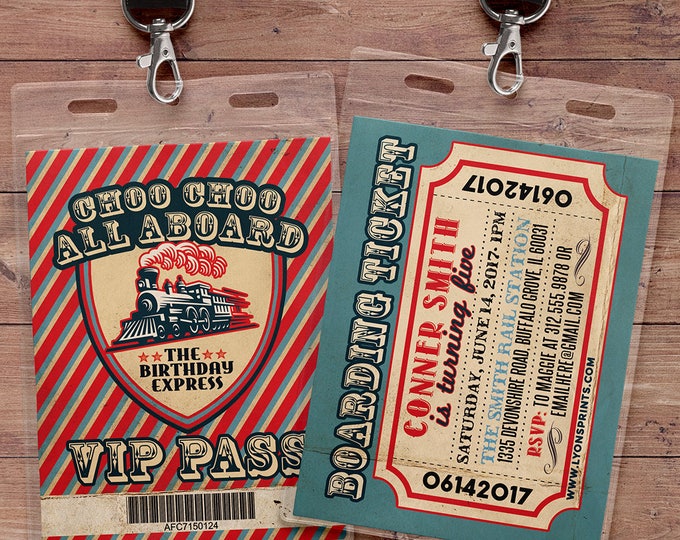 CHOO CHOO
ALL ABOARD
THE
BIRTHDAY
EXPRESS
VIP PASS
AFC7150124
BOARDING TICKET
06142017
CONNER SMITH
is turning five
SATURDAY, JUNE 14, 2017• 1PM
THE SMITH RAIL STATION
1335 DEVONSHIRE ROAD, BUFFALO GROVE IL 60031
RSVP: TO MAGGIE AT 312.555.9878 OR
EMAILHERE@GMAIL.COM
WWW.LYONSPRINTS.COM
06142017